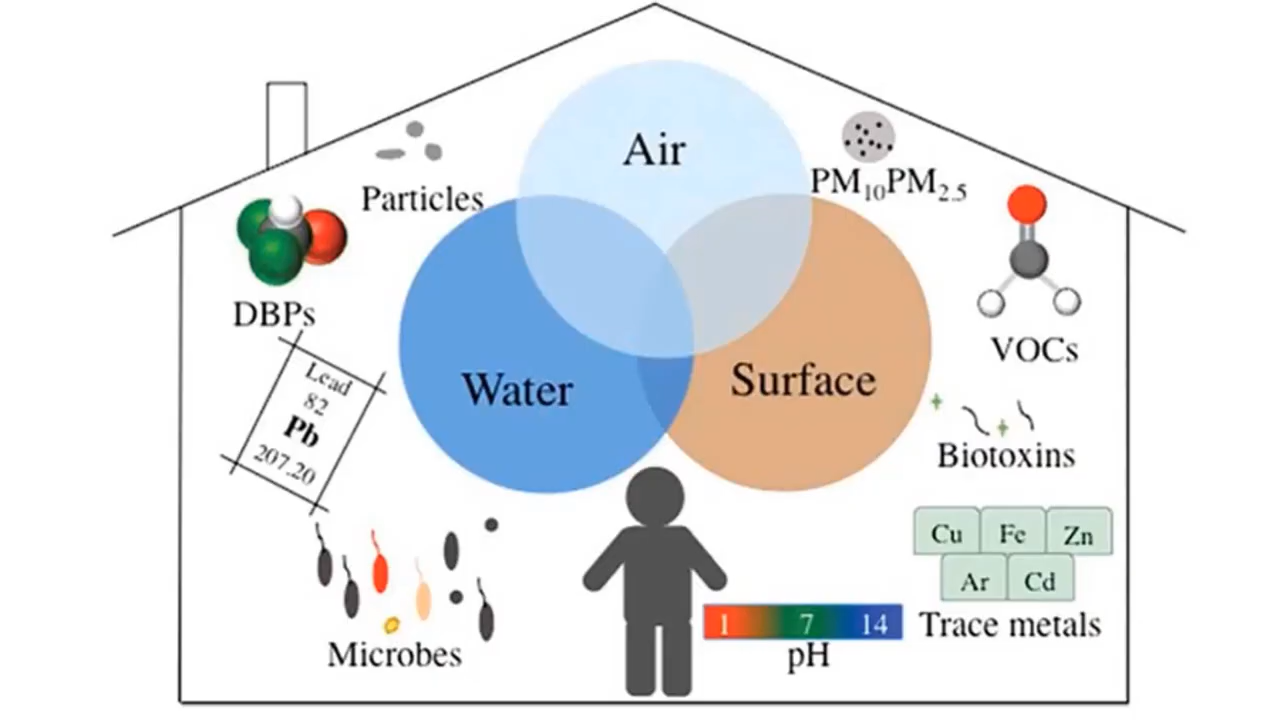 Air
Particles
PM10PM2.5
DBPs
VOCs
Lead
82
Pb
207.20
Water
Surface
Biotoxins
Cu Fe Zn
Ar Cd
Trace metals
1 7 14
pH
Microbes